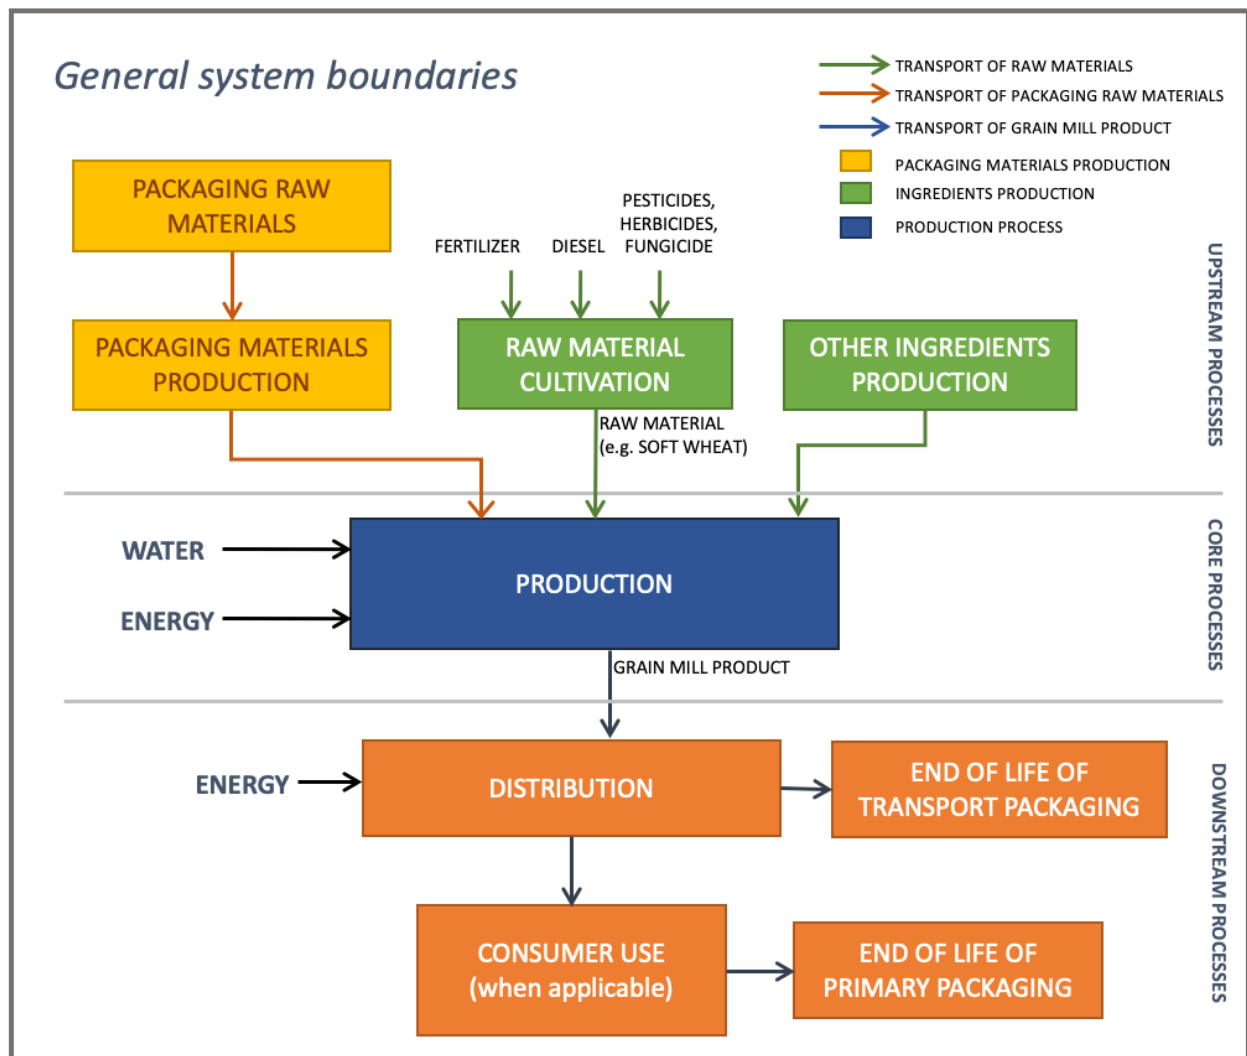 General system boundaries
TRANSPORT OF RAW MATERIALS
TRANSPORT OF PACKAGING RAW MATERIALS
TRANSPORT OF GRAIN MILL PRODUCT
PACKAGING MATERIALS PRODUCTION
INGREDIENTS PRODUCTION
PRODUCTION PROCESS
PACKAGING RAW
MATERIALS
FERTILIZER
DIESEL
PESTICIDES,
HERBICIDES,
FUNGICIDE
UPSTREAM PROCESSES
PACKAGING MATERIALS
PRODUCTION
RAW MATERIAL
CULTIVATION
OTHER INGREDIENTS
PRODUCTION
RAW MATERIAL
(e.g. SOFT WHEAT)
WATER
ENERGY
PRODUCTION
CORE PROCESSES
GRAIN MILL PRODUCT
ENERGY
DISTRIBUTION
END OF LIFE OF
TRANSPORT PACKAGING
DOWNSTREAM PROCESSES
CONSUMER USE
(when applicable)
END OF LIFE OF
PRIMARY PACKAGING